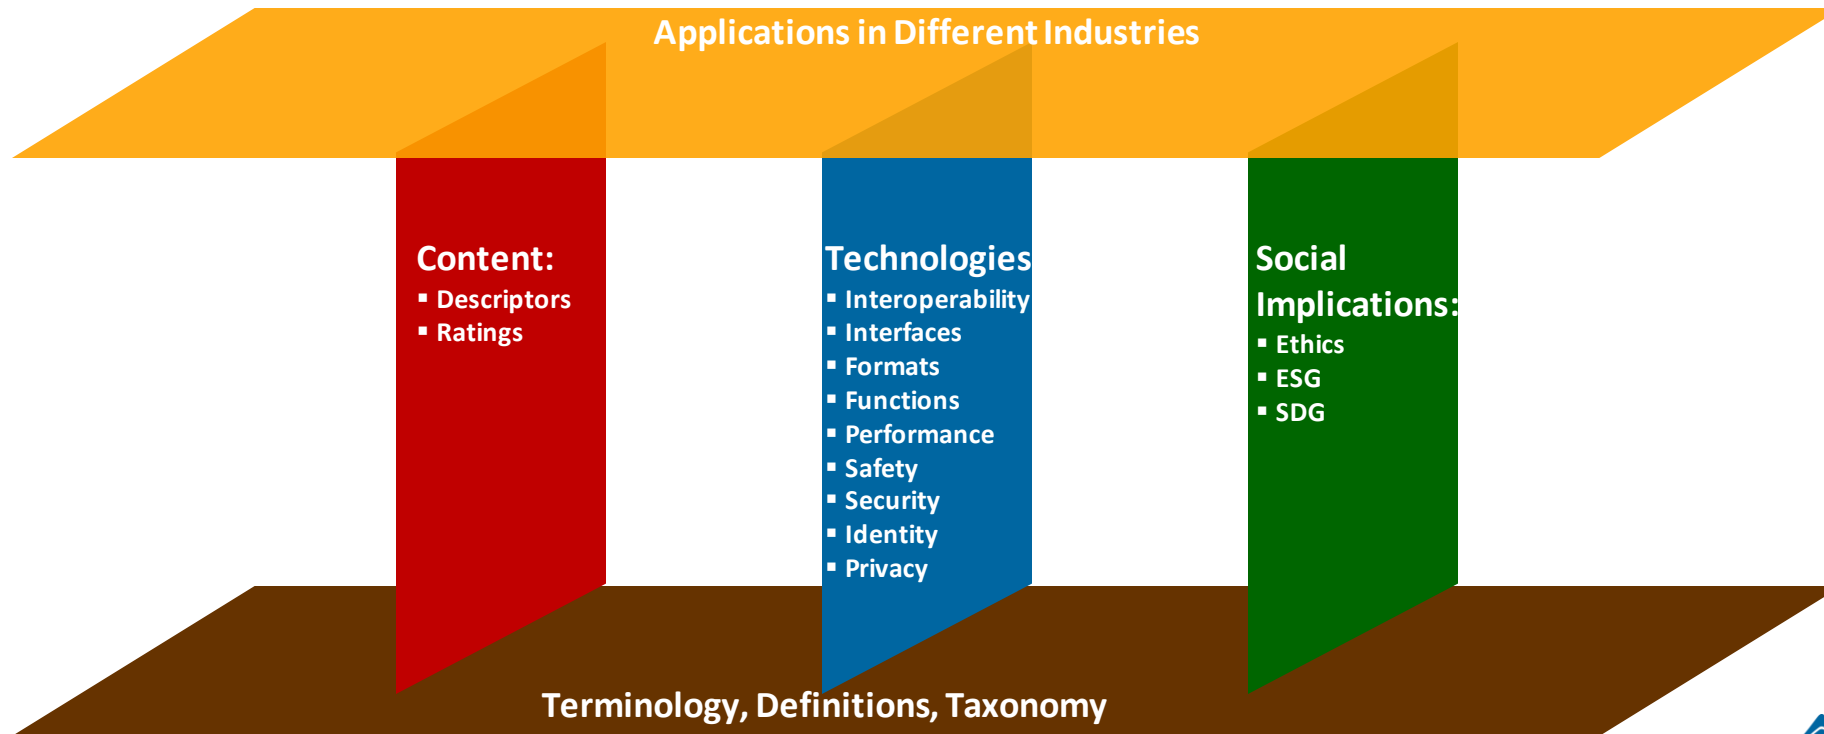 Applications in Different Industries
Content:
▪ Descriptors
▪ Ratings
Technologies
▪ Interoperability
▪ Interfaces
▪ Formats
▪ Functions
▪ Performance
▪ Safety
▪ Security
▪ Identity
▪ Privacy
Social
Implications:
▪ Ethics
▪ ESG
▪ SDG
Terminology, Definitions, Taxonomy